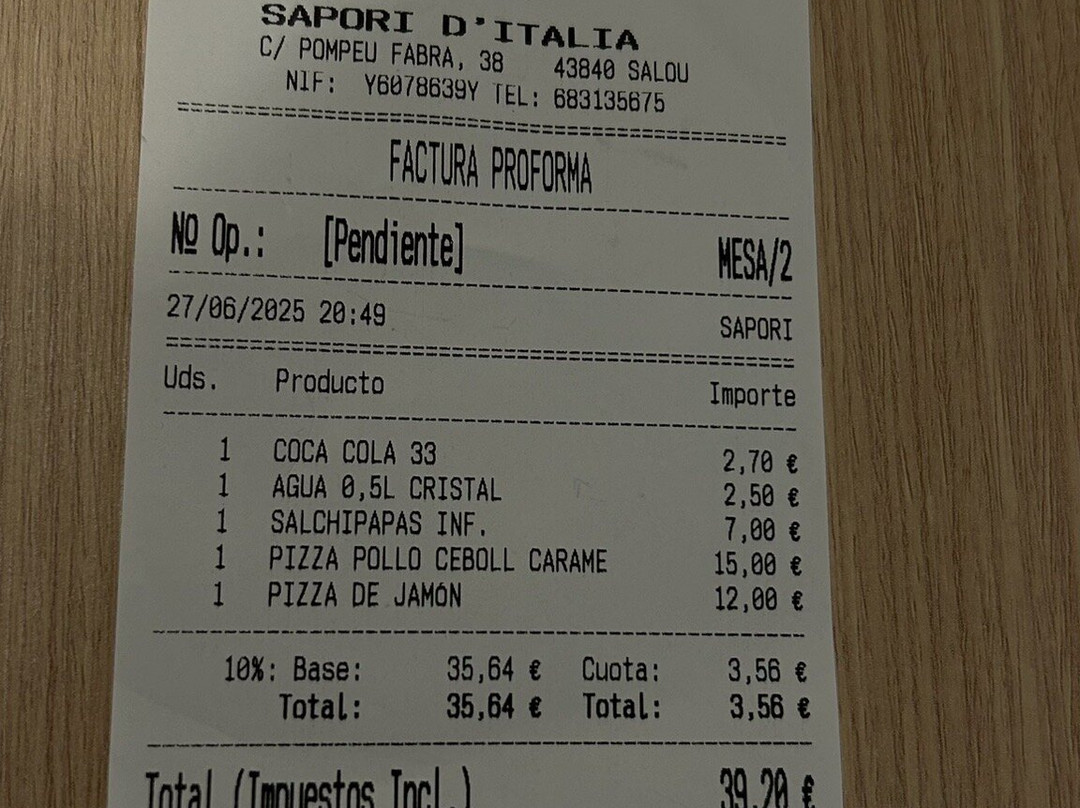 SAPORI D'ITALIA
C/ POMPEU FABRA, 38 43840 SALOU
NIF: Y6078639Y TEL: 683135675
FACTURA PROFORMA
Nº Op.: [Pendiente] MESA/2
27/06/2025 20:49 SAPORI
Uds. Producto Importe
1 COCA COLA 33 2,70 €
1 AGUA 0,5L CRISTAL 2,50 €
1 SALCHIPAPAS INF. 7,00 €
1 PIZZA POLLO CEBOLL CARAME 15,00 €
1 PIZZA DE JAMÓN 12,00 €
10%: Base: 35,64 € Cuota: 3,56 €
Total: 35,64 € Total: 3,56 €
Total (Impuestos Incl.) 39,20 €